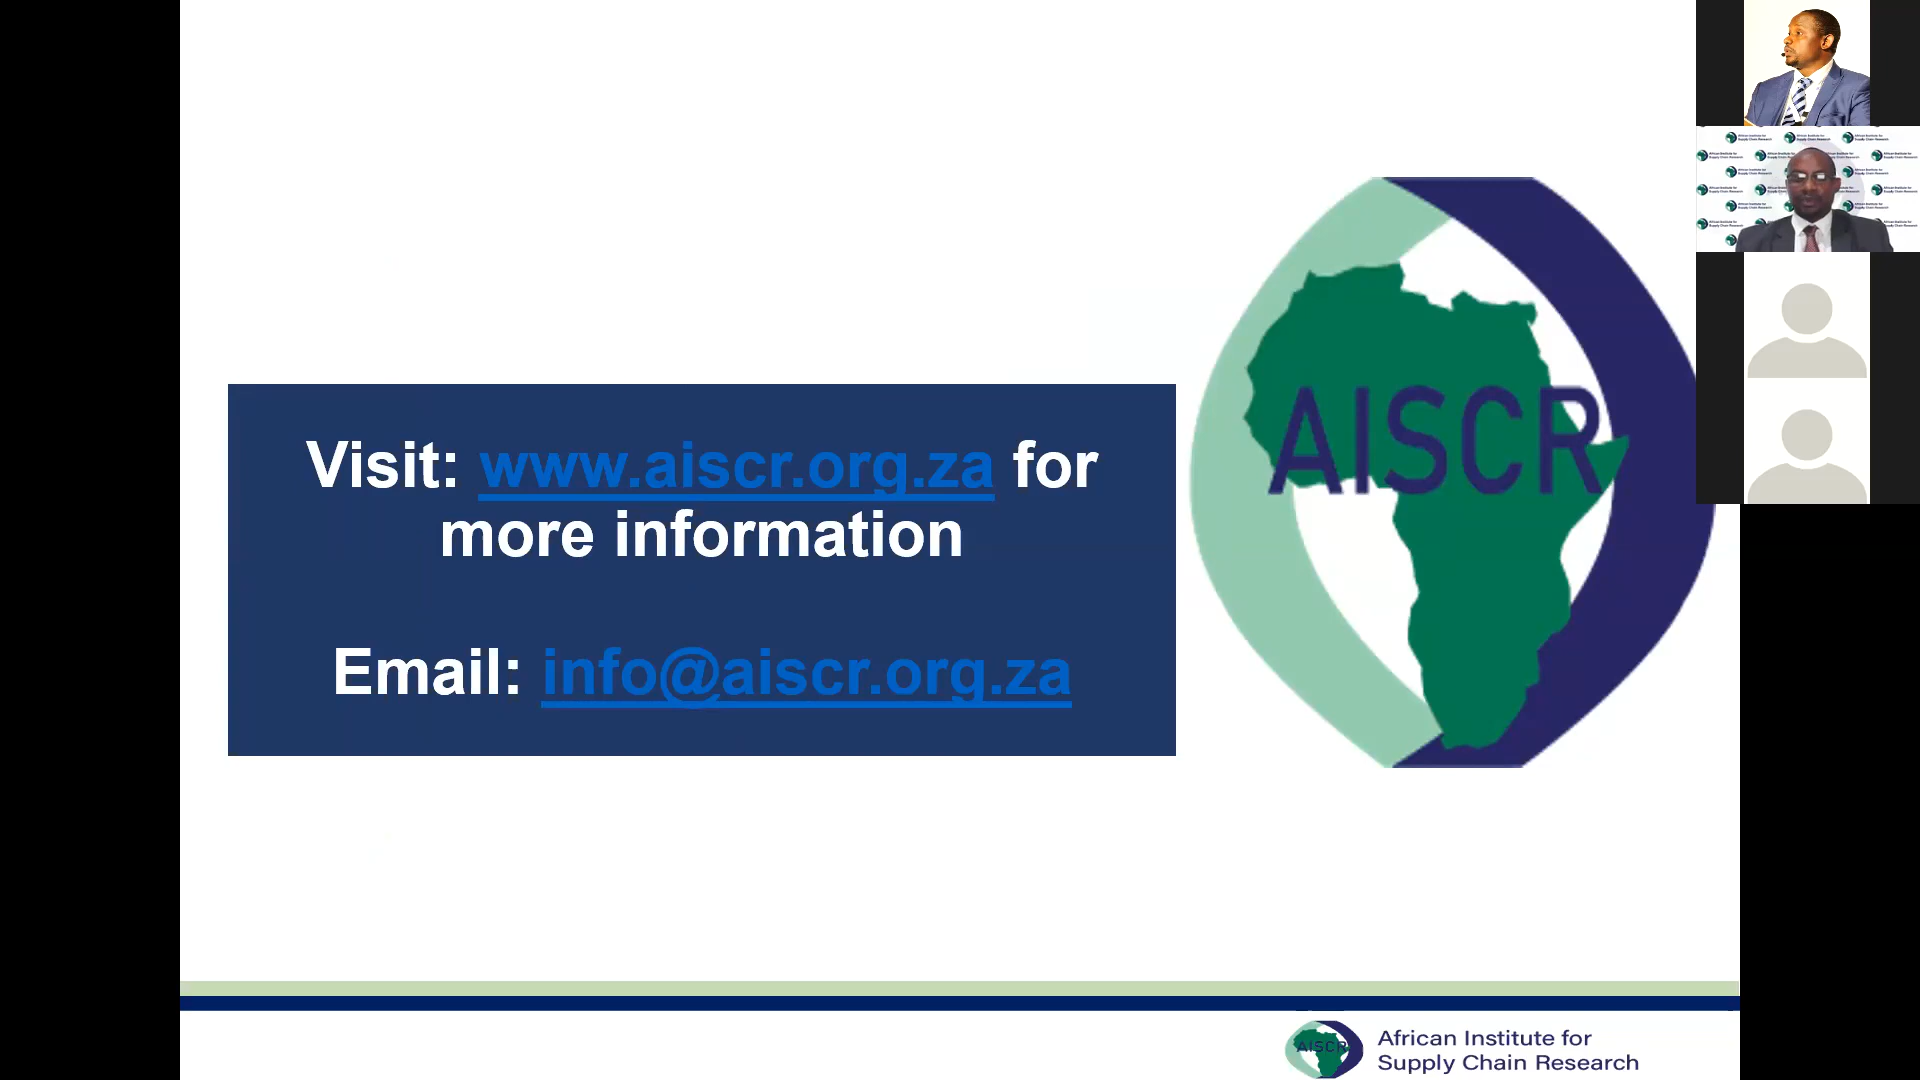 Visit: www.aiscr.org.za for
more information
Email: info@aiscr.org.za
AISCR
AISCR
African Institute for
Supply Chain Research